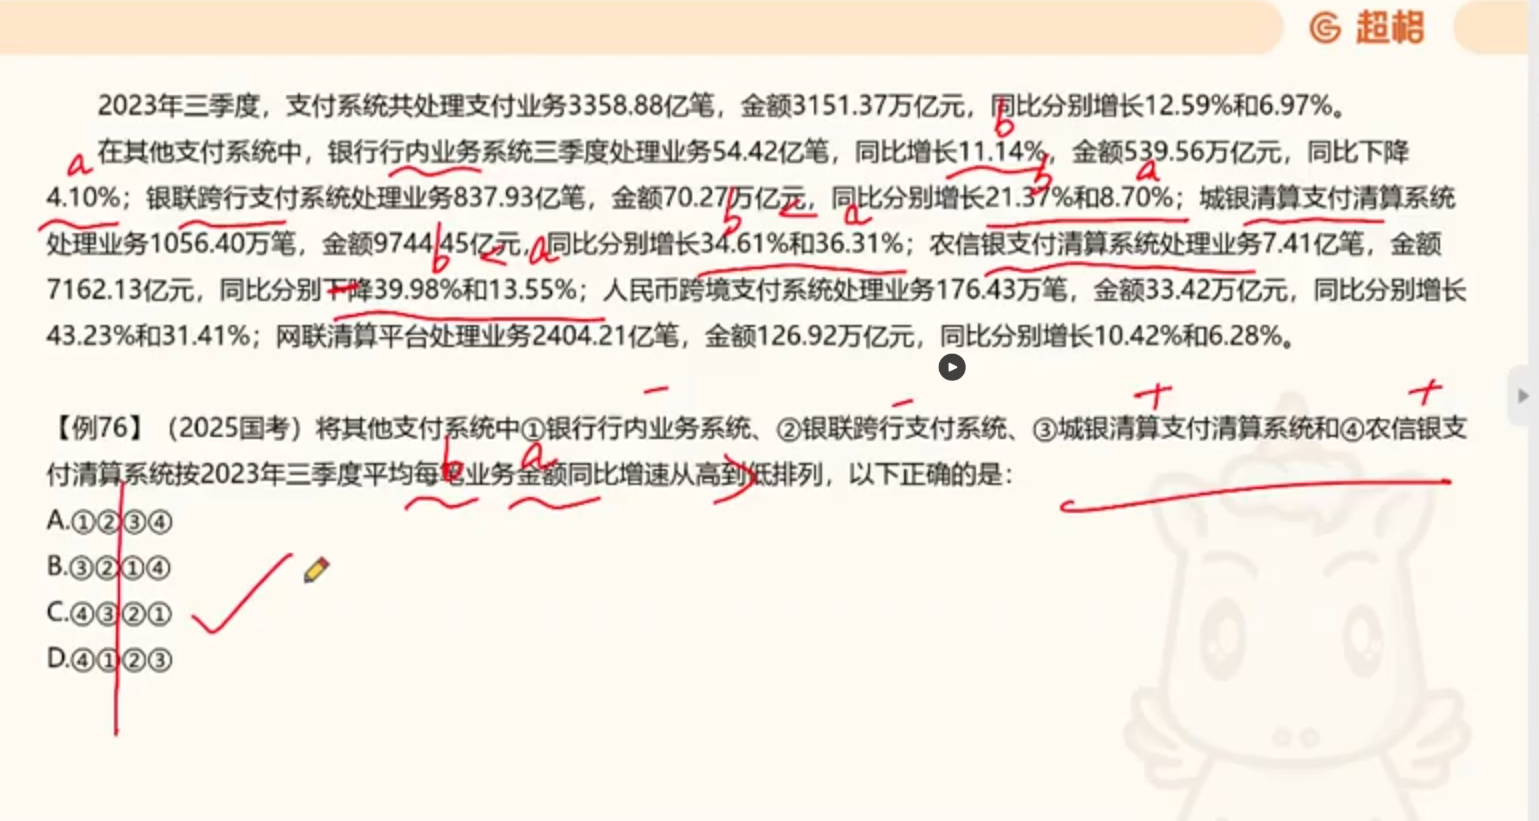 超格
2023年三季度，支付系统共处理支付业务3358.88亿笔，金额3151.37万亿元，同比分别增长12.59%和6.97%。
b
在其他支付系统中，银行行内业务系统三季度处理业务54.42亿笔，同比增长11.14%，金额539.56万亿元，同比下降
a b a
4.10%；银联跨行支付系统处理业务837.93亿笔，金额70.27万亿元，同比分别增长21.37%和8.70%；城银清算支付清算系统
b < a
处理业务1056.40万笔，金额9744.45亿元，同比分别增长34.61%和36.31%；农信银支付清算系统处理业务7.41亿笔，金额
b < a
7162.13亿元，同比分别下降39.98%和13.55%；人民币跨境支付系统处理业务176.43万笔，金额33.42万亿元，同比分别增长
43.23%和31.41%；网联清算平台处理业务2404.21亿笔，金额126.92万亿元，同比分别增长10.42%和6.28%。
- - + +
【例76】（2025国考）将其他支付系统中①银行行内业务系统、②银联跨行支付系统、③城银清算支付清算系统和④农信银支
b a >
付清算系统按2023年三季度平均每笔业务金额同比增速从高到低排列，以下正确的是：
A.①②③④
B.③②①④
C.④③②①
D.④①②③